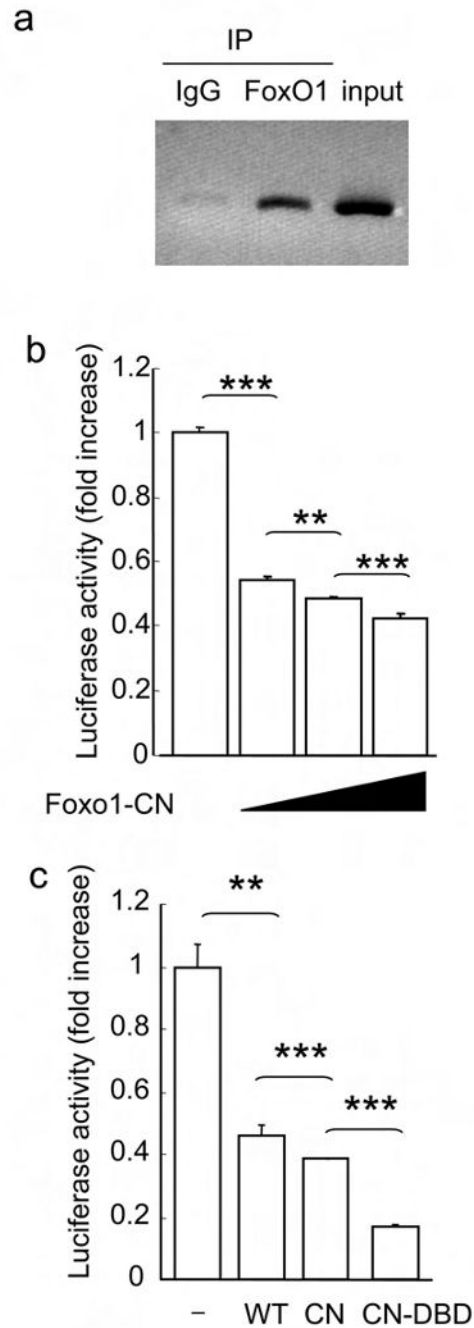 a
IP
IgG FoxO1 input
b
Luciferase activity (fold increase)
1.2
1
0.8
0.6
0.4
0.2
0
***
**
***
Foxo1-CN
c
Luciferase activity (fold increase)
1.2
1
0.8
0.6
0.4
0.2
0
**
***
***
– WT CN CN-DBD